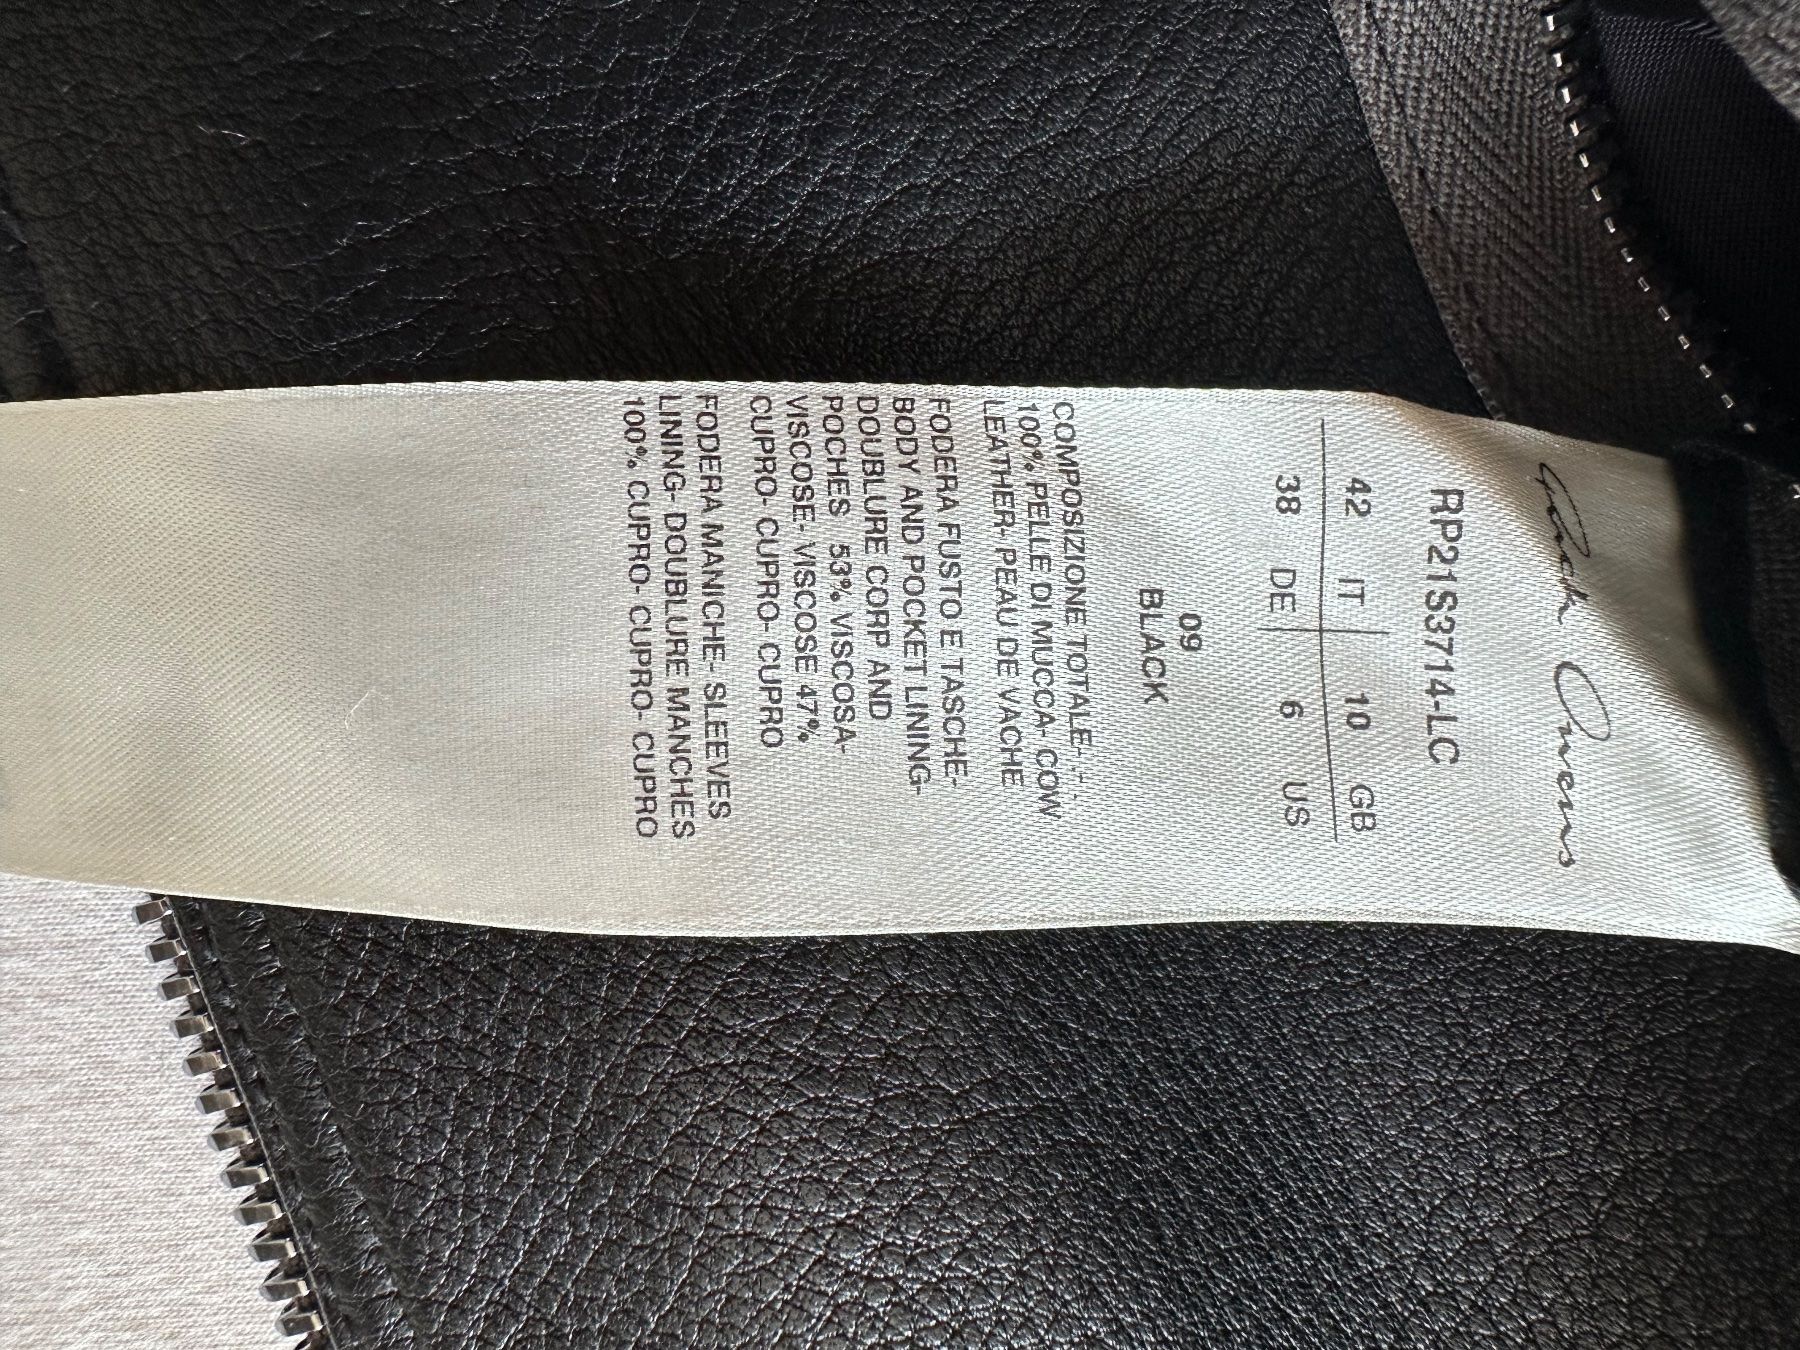 Rick Owens
RP21S3714-LC
42 IT 10 GB
38 DE 6 US
09
BLACK
COMPOSIZIONE TOTALE- -.
100% PELLE DI MUCCA- COW
LEATHER- PEAU DE VACHE
FODERA FUSTO E TASCHE-
BODY AND POCKET LINING-
DOUBLURE CORP AND
POCHES 53% VISCOSA-
VISCOSE- VISCOSE 47%
CUPRO- CUPRO- CUPRO
FODERA MANICHE- SLEEVES
LINING- DOUBLURE MANCHES
100% CUPRO- CUPRO- CUPRO